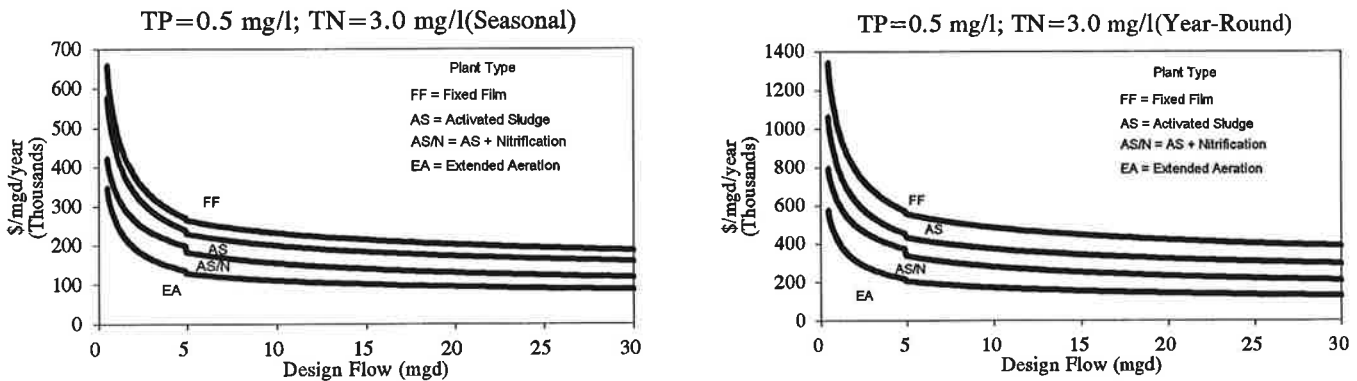 TP=0.5 mg/l; TN=3.0 mg/l(Seasonal)
700
600
500
400
300
200
100
0
$/mgd/year
(Thousands)
Plant Type
FF = Fixed Film
AS = Activated Sludge
AS/N = AS + Nitrification
EA = Extended Aeration
FF
AS
AS/N
EA
0 5 10 15 20 25 30
Design Flow (mgd)
TP=0.5 mg/l; TN=3.0 mg/l(Year-Round)
1400
1200
1000
800
600
400
200
0
$/mgd/year
(Thousands)
Plant Type
FF = Fixed Film
AS = Activated Sludge
AS/N = AS + Nitrification
EA = Extended Aeration
FF
AS
AS/N
EA
0 5 10 15 20 25 30
Design Flow (mgd)